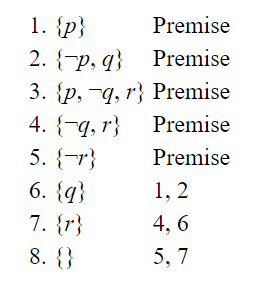 1. {p} Premise
2. {¬p, q} Premise
3. {p, ¬q, r} Premise
4. {¬q, r} Premise
5. {¬r} Premise
6. {q} 1, 2
7. {r} 4, 6
8. {} 5, 7